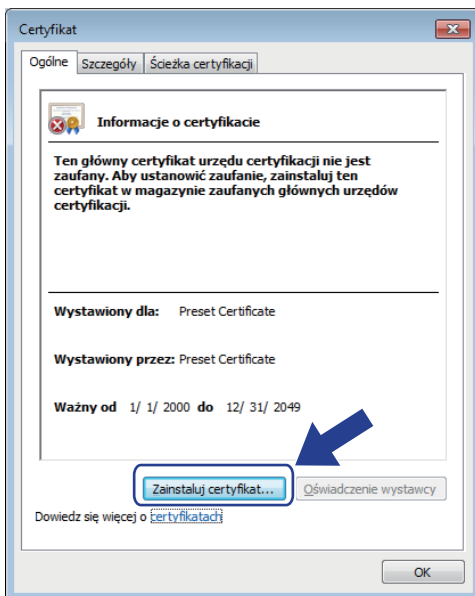 Certyfikat
Ogólne Szczegóły Ścieżka certyfikacji
Informacje o certyfikacie
Ten główny certyfikat urzędu certyfikacji nie jest
zaufany. Aby ustanowić zaufanie, zainstaluj ten
certyfikat w magazynie zaufanych głównych urzędów
certyfikacji.
Wystawiony dla: Preset Certificate
Wystawiony przez: Preset Certificate
Ważny od 1/ 1/ 2000 do 12/ 31/ 2049
Zainstaluj certyfikat... Oświadczenie wystawcy
Dowiedz się więcej o certyfikatach
OK